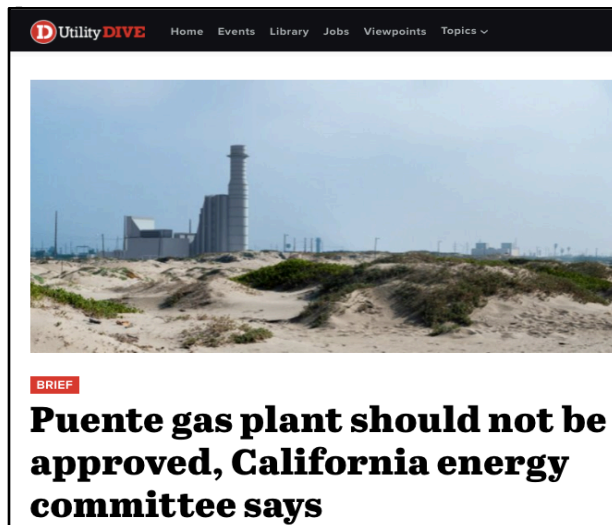 D Utility DIVE Home Events Library Jobs Viewpoints Topics
BRIEF
Puente gas plant should not be
approved, California energy
committee says